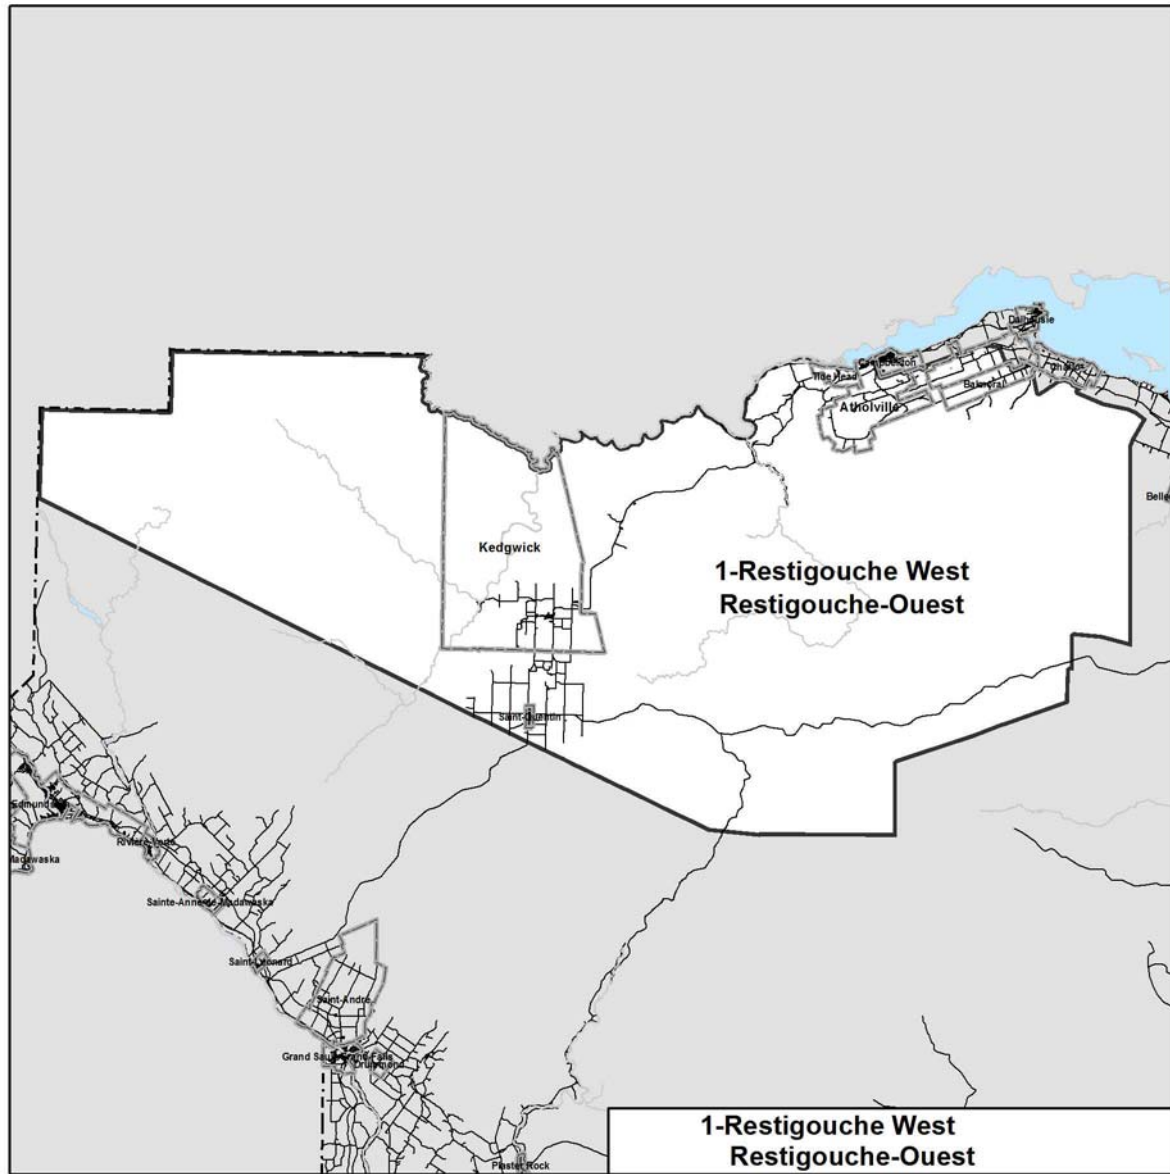 Dalhousie
Campbellton
Tide Head
Balmoral
Charlo
Atholville
Belle
Kedgwick
1-Restigouche West
Restigouche-Ouest
Saint-Quentin
Edmundston
Rivière-Verte
Madawaska
Sainte-Anne-de-Madawaska
Saint-Léonard
Saint-André
Grand Sault/Grand Falls
Drummond
1-Restigouche West
Restigouche-Ouest
Plaster Rock